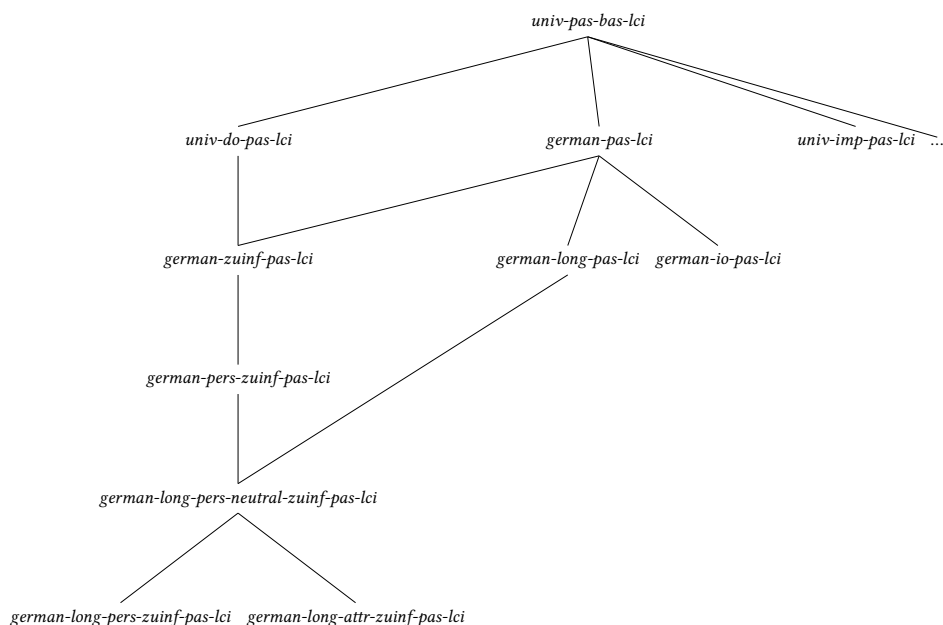 univ-pas-bas-lci
univ-do-pas-lci german-pas-lci univ-imp-pas-lci ...
german-zuinf-pas-lci german-long-pas-lci german-io-pas-lci
german-pers-zuinf-pas-lci
german-long-pers-neutral-zuinf-pas-lci
german-long-pers-zuinf-pas-lci german-long-attr-zuinf-pas-lci